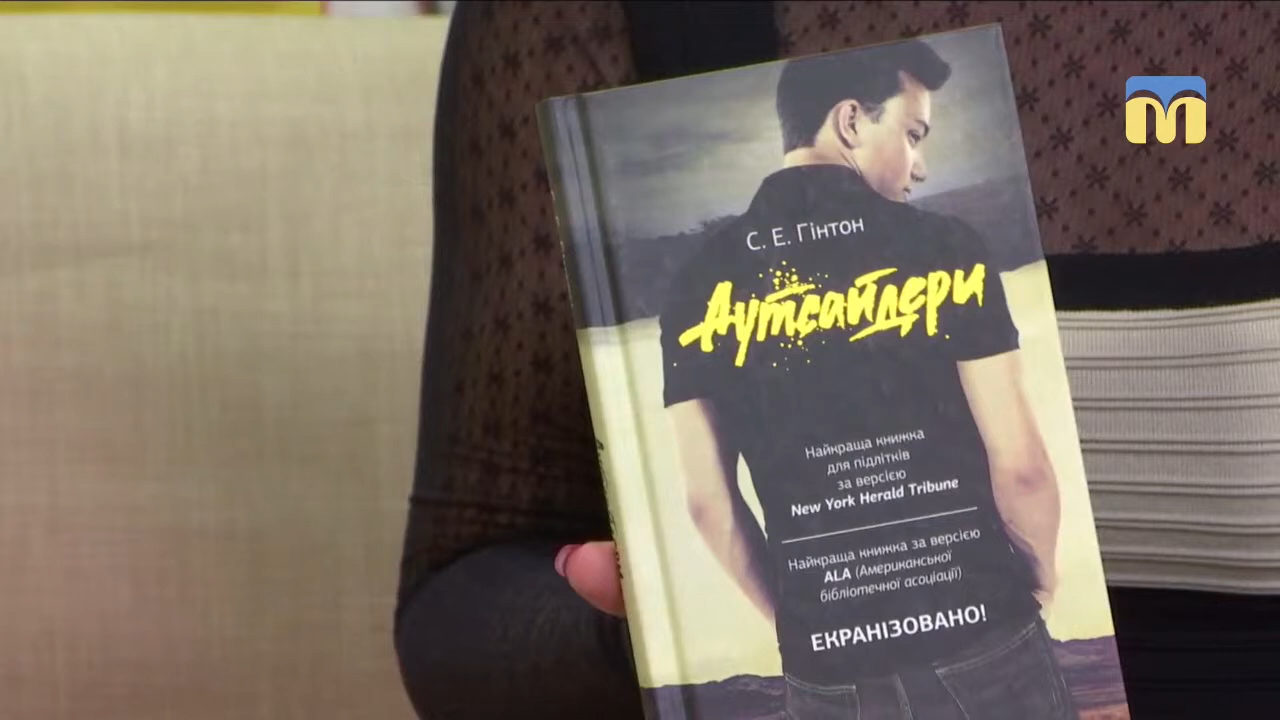 С. Е. Гінтон
Аутсайдери
Найкраща книжка
для підлітків
за версією
New York Herald Tribune
Найкраща книжка за версією
ALA (Американської
бібліотечної асоціації)
ЕКРАНІЗОВАНО!